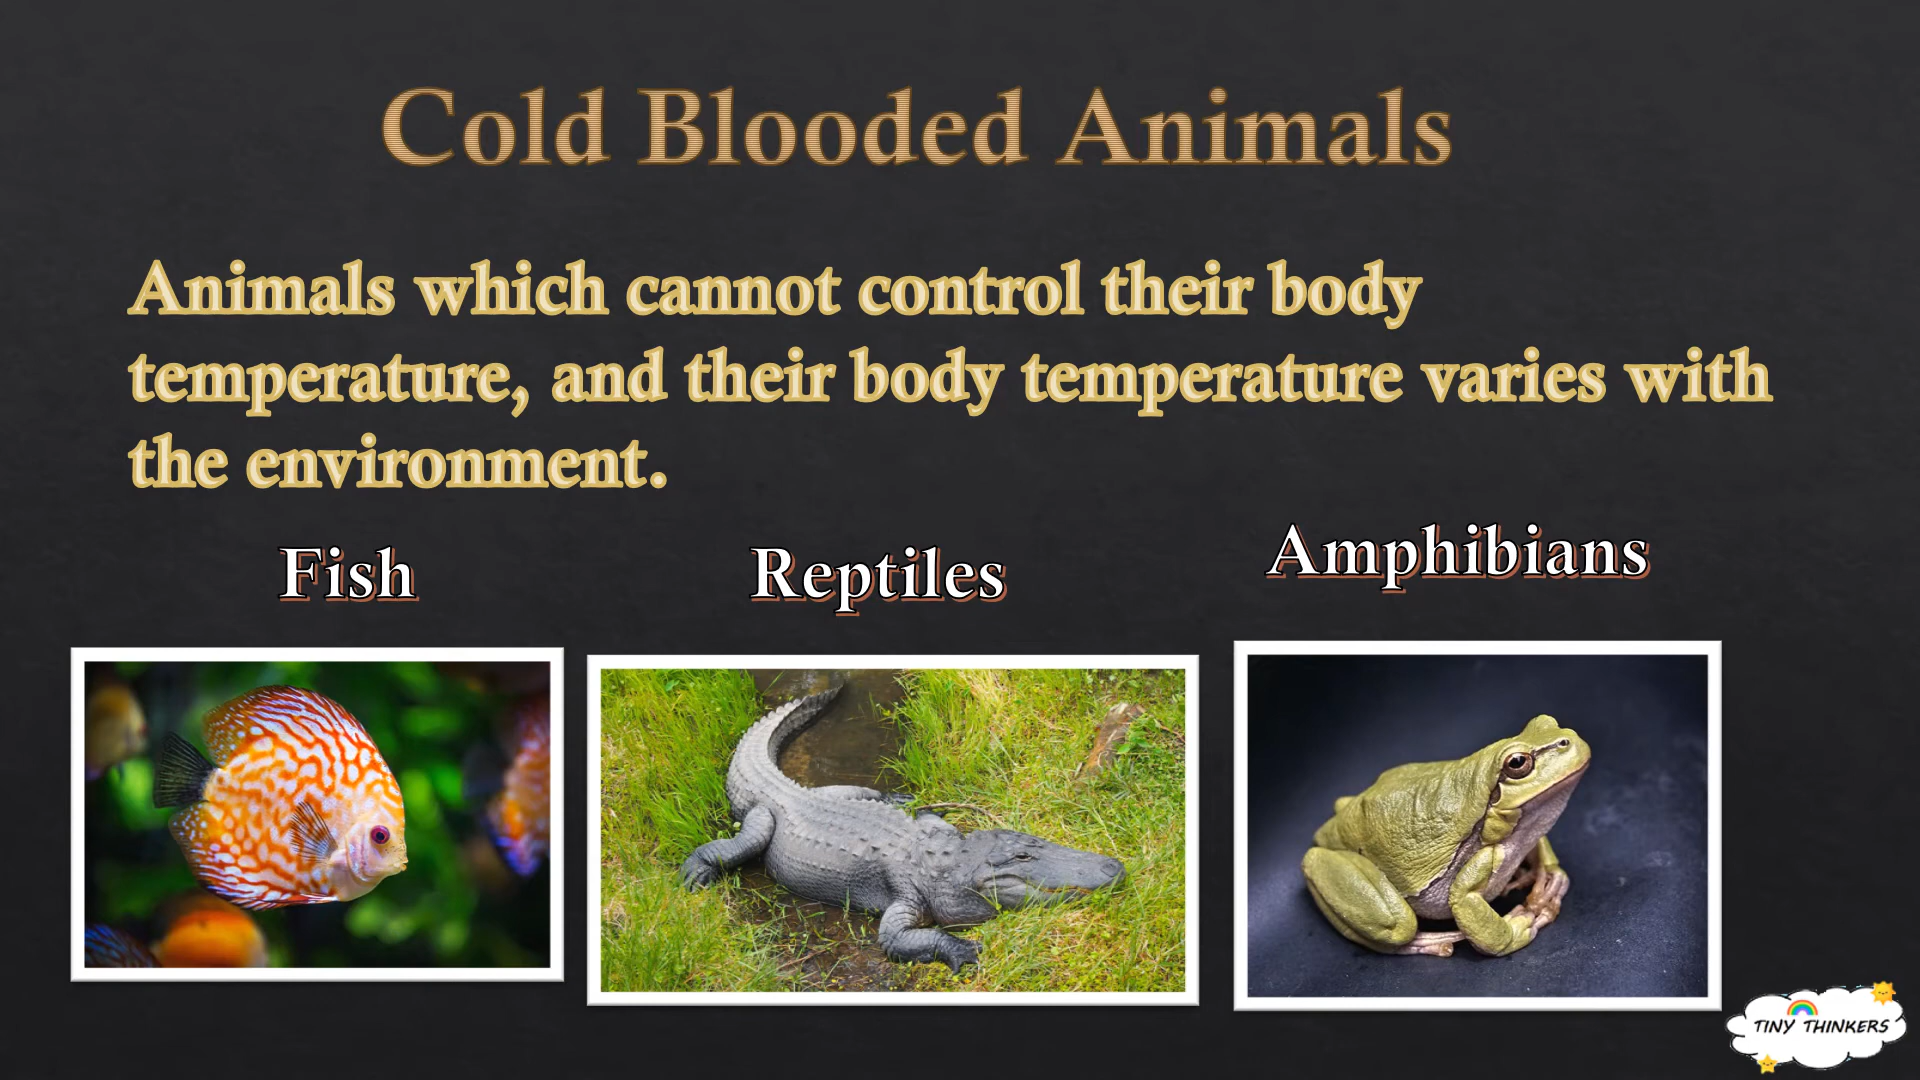 Cold Blooded Animals
Animals which cannot control their body
temperature, and their body temperature varies with
the environment.
Fish
Reptiles
Amphibians
TINY THINKERS